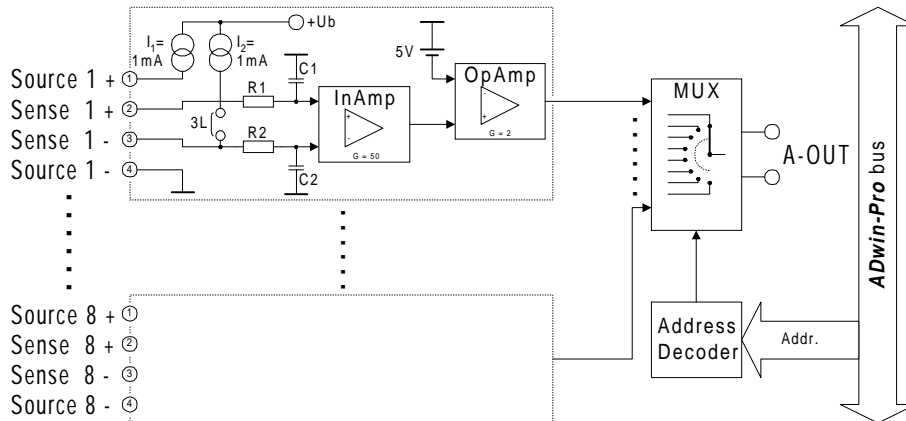 +Ub
I1=
1mA
I2=
1mA
5V
Source 1 + 1
Sense 1 + 2
Sense 1 - 3
Source 1 - 4
3L
R1
R2
C1
C2
InAmp
+
-
G = 50
OpAmp
+
-
G = 2
MUX
A-OUT
ADwin-Pro bus
Source 8 + 1
Sense 8 + 2
Sense 8 - 3
Source 8 - 4
Address
Decoder
Addr.